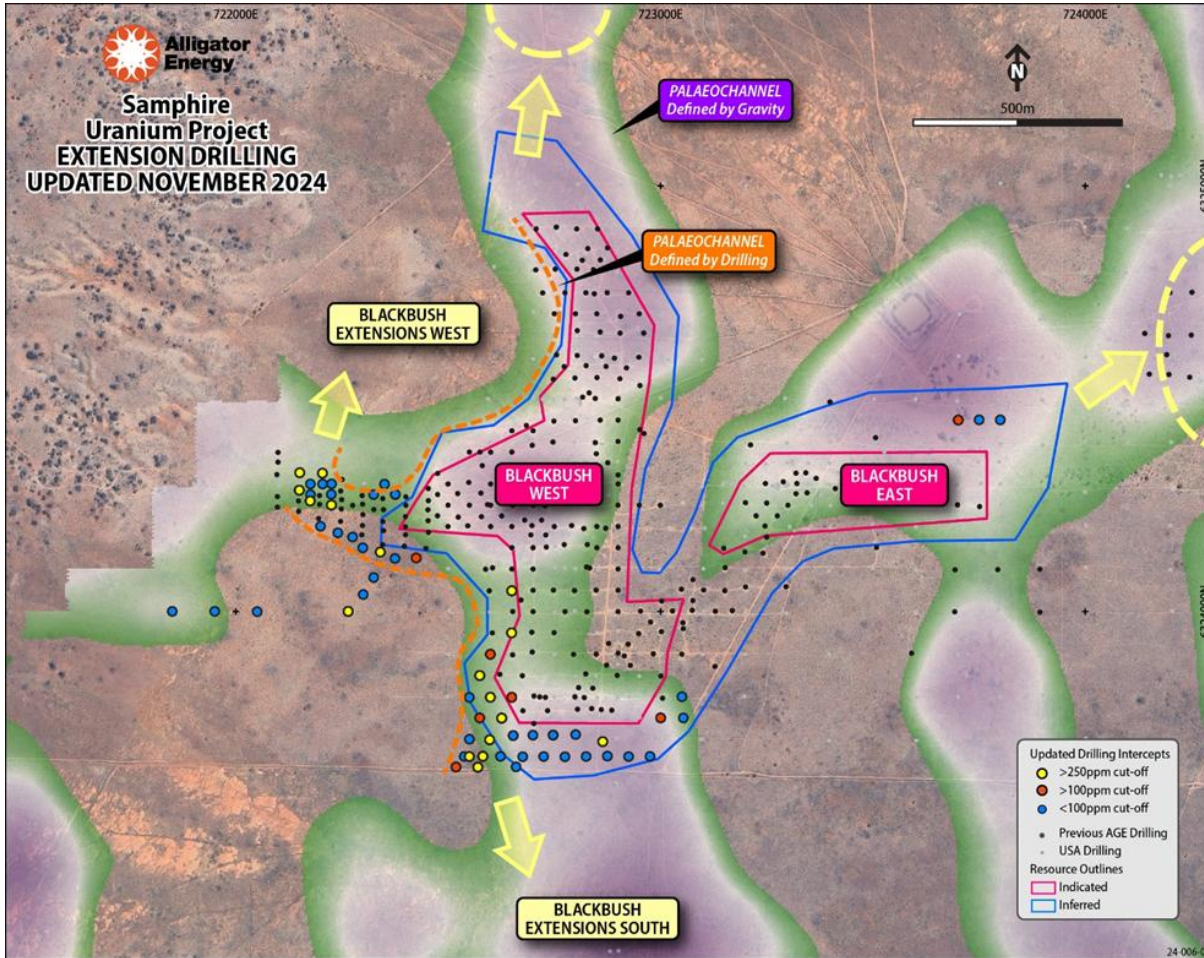 722000E
723000E
724000E
Alligator
Energy
Samphire
Uranium Project
EXTENSION DRILLING
UPDATED NOVEMBER 2024
N
500m
PALAEOCHANNEL
Defined by Gravity
6325000N
PALAEOCHANNEL
Defined by Drilling
BLACKBUSH
EXTENSIONS WEST
BLACKBUSH
WEST
BLACKBUSH
EAST
6324000N
BLACKBUSH
EXTENSIONS SOUTH
Updated Drilling Intercepts
>250ppm cut-off
>100ppm cut-off
<100ppm cut-off
Previous AGE Drilling
USA Drilling
Resource Outlines
Indicated
Inferred